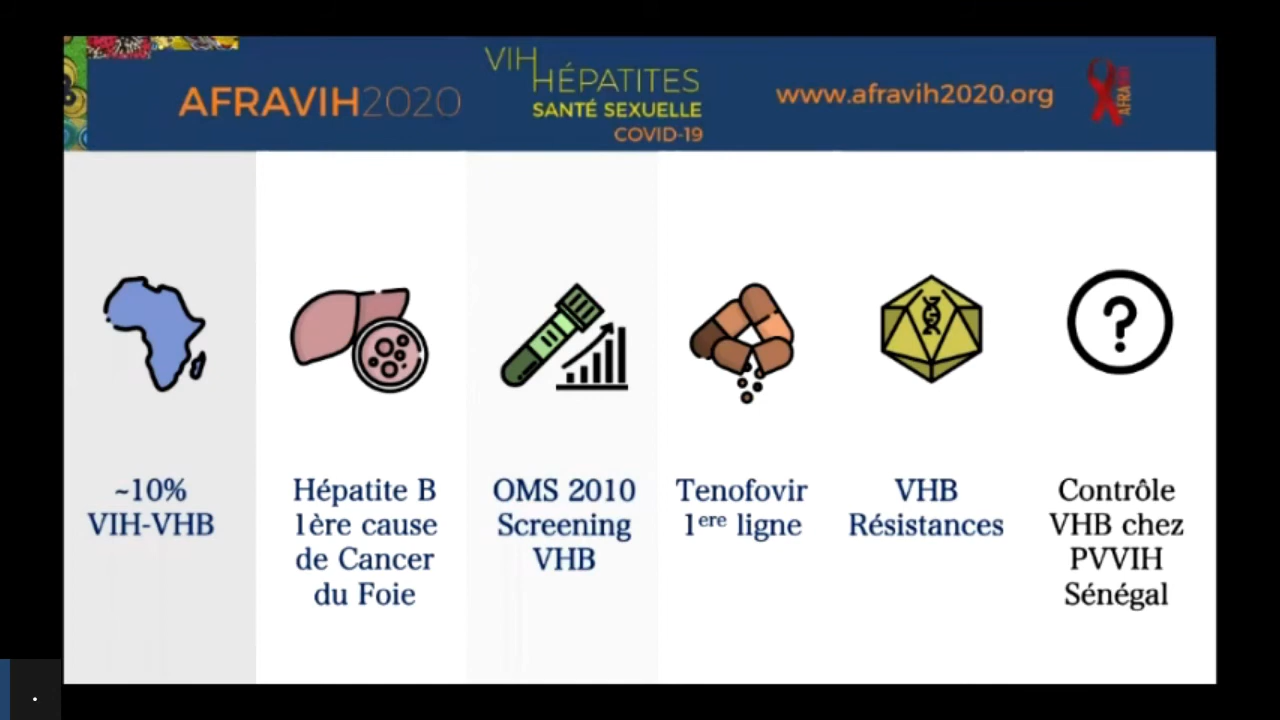 AFRAVIH2020
VIH
HÉPATITES
SANTÉ SEXUELLE
COVID-19
www.afravih2020.org
AFRAVIH
~10%
VIH-VHB
Hépatite B
1ère cause
de Cancer
du Foie
OMS 2010
Screening
VHB
Tenofovir
1ere ligne
VHB
Résistances
Contrôle
VHB chez
PVVIH
Sénégal